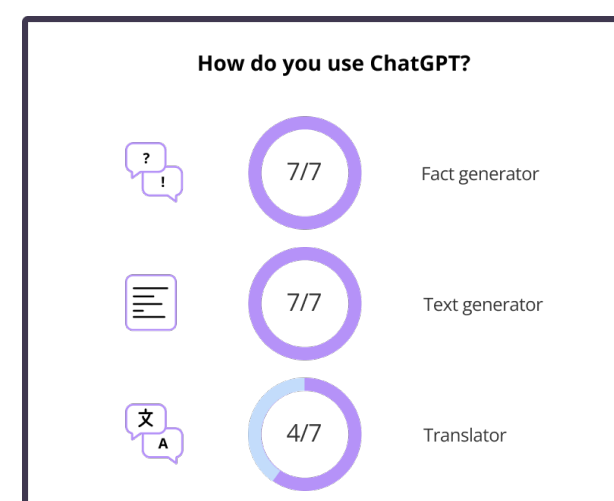 How do you use ChatGPT?
?
!
7/7
Fact generator
7/7
Text generator
文
A
4/7
Translator